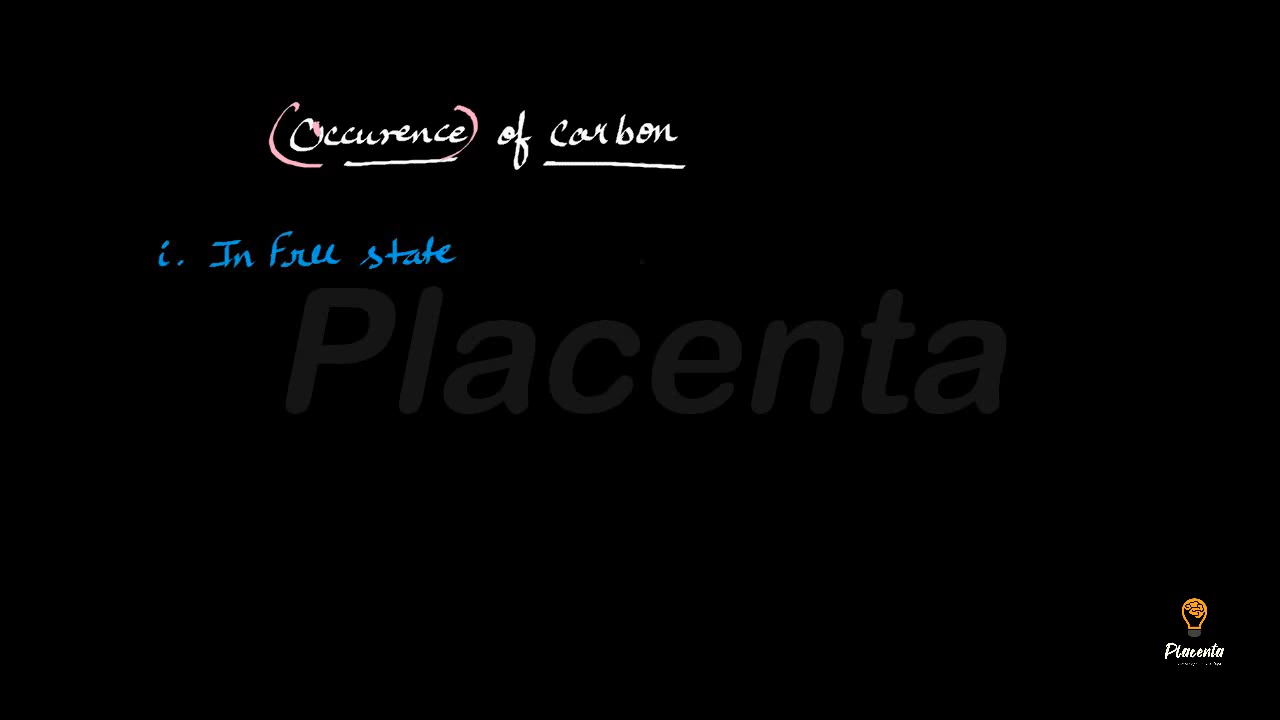 Occurence of carbon
i. In free state
Placenta
Placenta